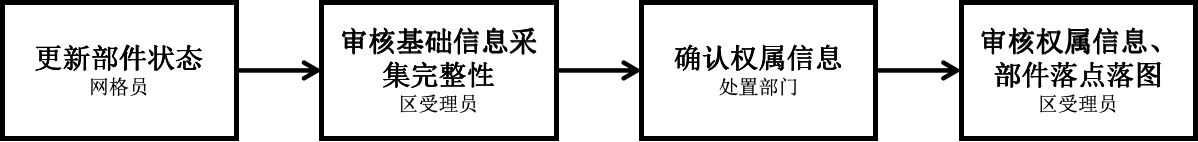 更新部件状态
网格员
审核基础信息采
集完整性
区受理员
确认权属信息
处置部门
审核权属信息、
部件落点落图
区受理员